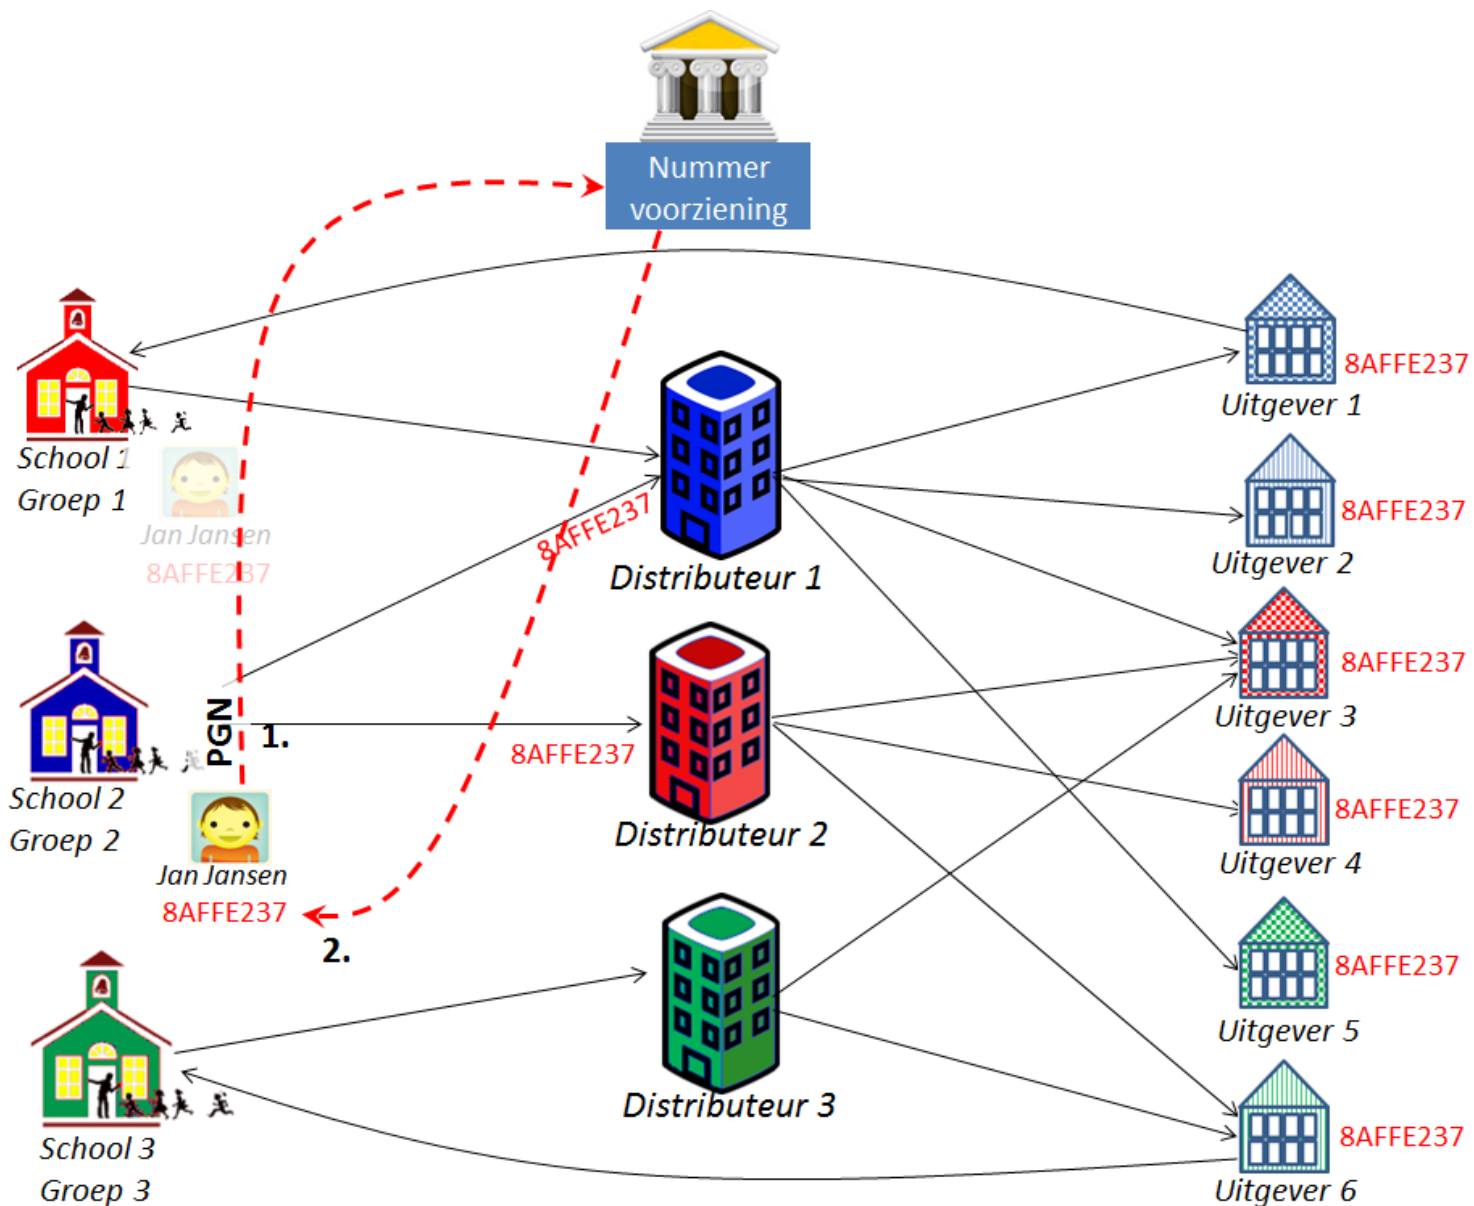 Nummer
voorziening
8AFFE237
Uitgever 1
School 1
Groep 1
Jan Jansen
8AFFE237
8AFFE237
Distributeur 1
8AFFE237
Uitgever 2
8AFFE237
Uitgever 3
PGN
1.
8AFFE237
School 2
Groep 2
Jan Jansen
8AFFE237
2.
Distributeur 2
8AFFE237
Uitgever 4
8AFFE237
Uitgever 5
School 3
Groep 3
Distributeur 3
8AFFE237
Uitgever 6